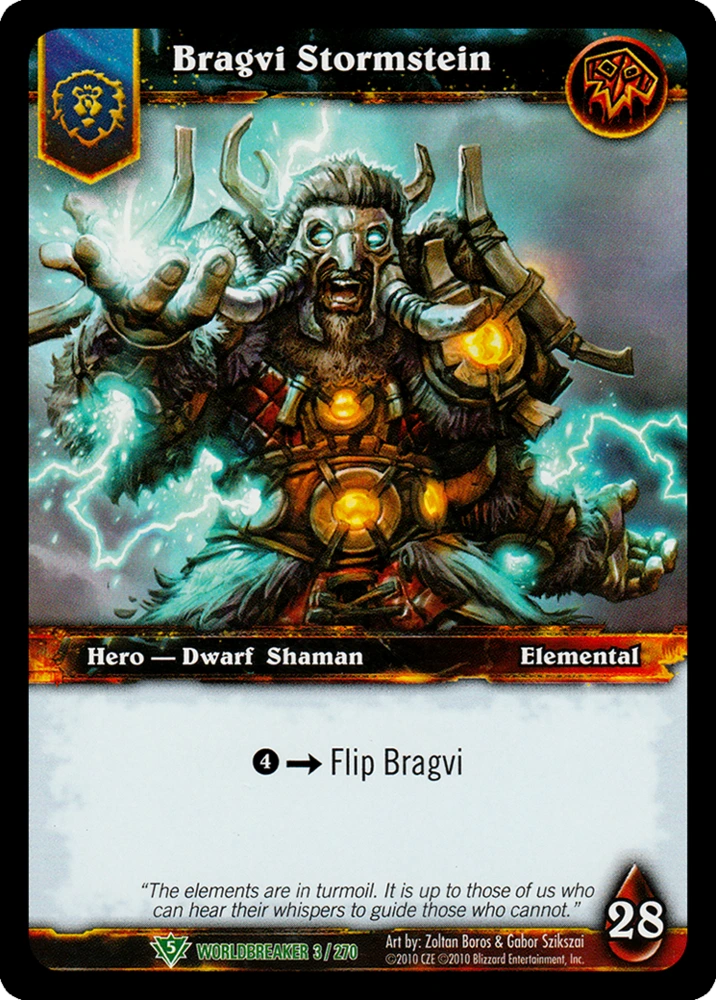 Bragvi Stormstein
Hero — Dwarf Shaman Elemental
4 → Flip Bragvi
“The elements are in turmoil. It is up to those of us who
can hear their whispers to guide those who cannot.”
28
5 WORLDBREAKER 3 / 270
Art by: Zoltan Boros & Gabor Szikszai
©2010 CZE ©2010 Blizzard Entertainment, Inc.